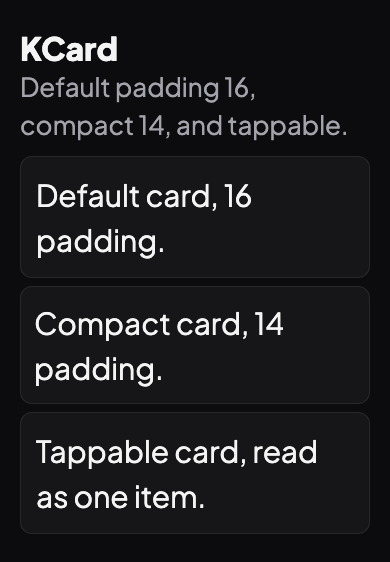 KCard
Default padding 16,
compact 14, and tappable.
Default card, 16
padding.
Compact card, 14
padding.
Tappable card, read
as one item.